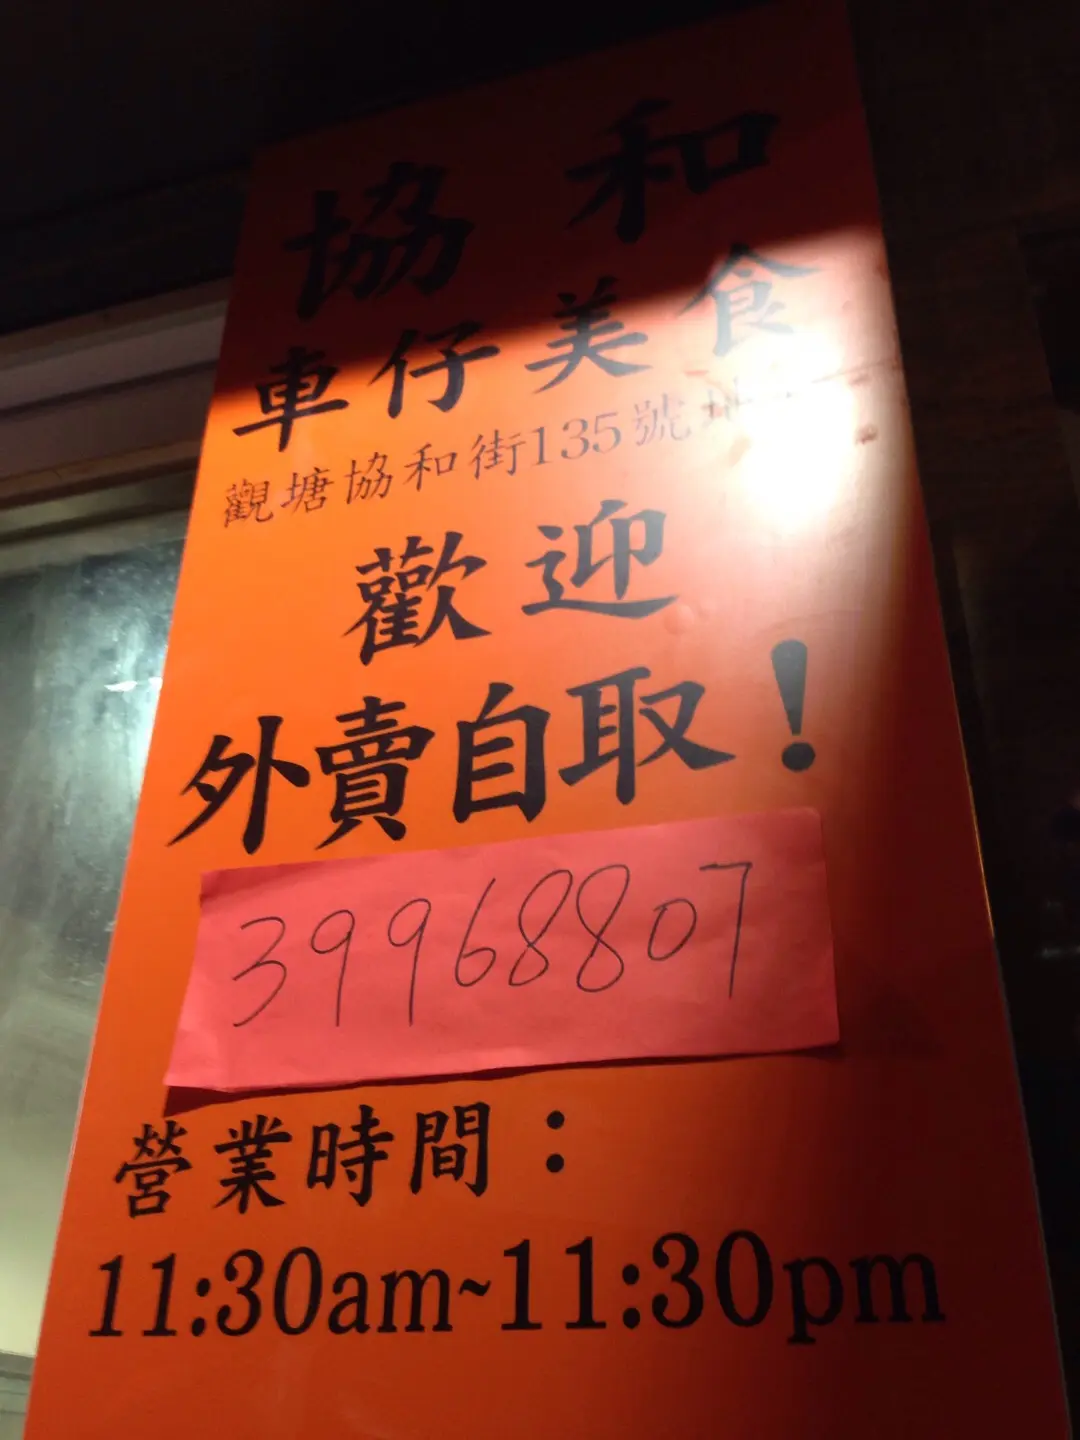 協和
車仔美食
觀塘協和街135號地
歡迎
外賣自取！
39968807
營業時間：
11:30am~11:30pm